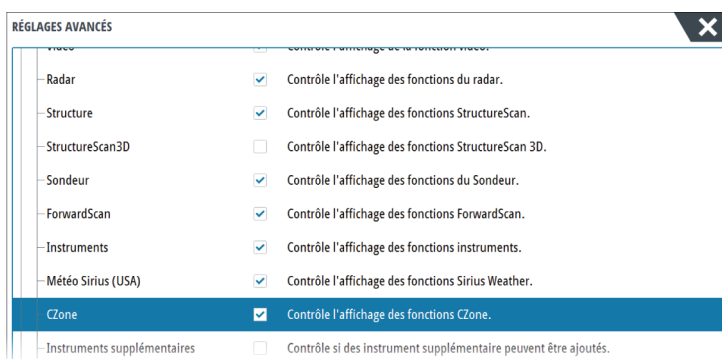 RÉGLAGES AVANCÉS
Radar Contrôle l'affichage des fonctions du radar.
Structure Contrôle l'affichage des fonctions StructureScan.
StructureScan3D Contrôle l'affichage des fonctions StructureScan 3D.
Sondeur Contrôle l'affichage des fonctions du Sondeur.
ForwardScan Contrôle l'affichage des fonctions ForwardScan.
Instruments Contrôle l'affichage des fonctions instruments.
Météo Sirius (USA) Contrôle l'affichage des fonctions Sirius Weather.
CZone Contrôle l'affichage des fonctions CZone.
Instruments supplémentaires Contrôle si des instrument supplémentaire peuvent être ajoutés.